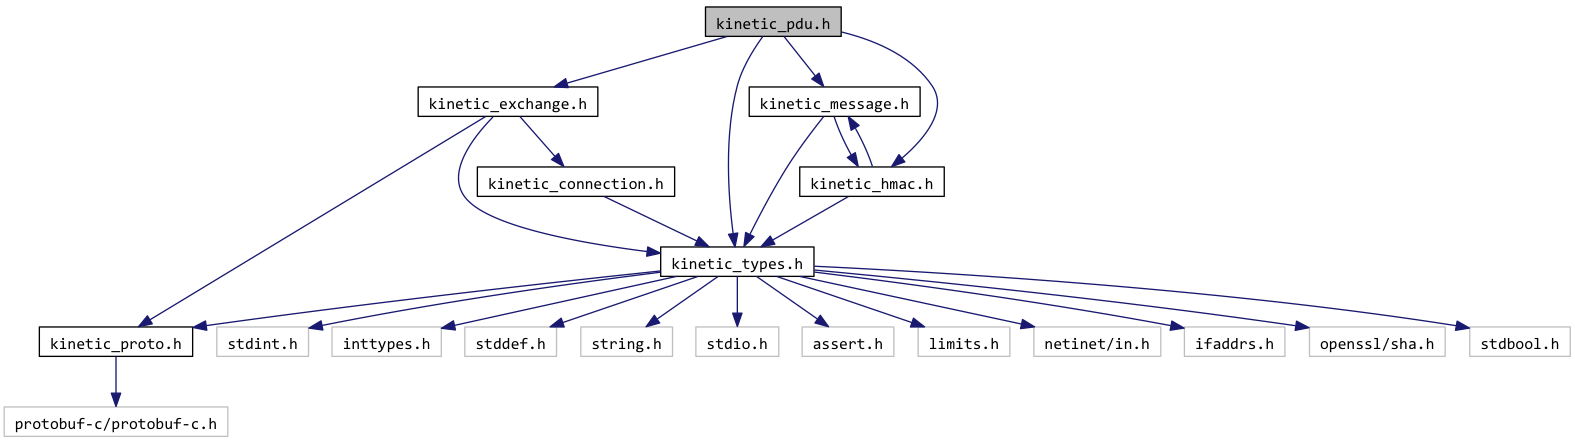 kinetic_pdu.h
kinetic_exchange.h
kinetic_message.h
kinetic_connection.h
kinetic_hmac.h
kinetic_types.h
kinetic_proto.h
stdint.h
inttypes.h
stddef.h
string.h
stdio.h
assert.h
limits.h
netinet/in.h
ifaddrs.h
openssl/sha.h
stdbool.h
protobuf-c/protobuf-c.h